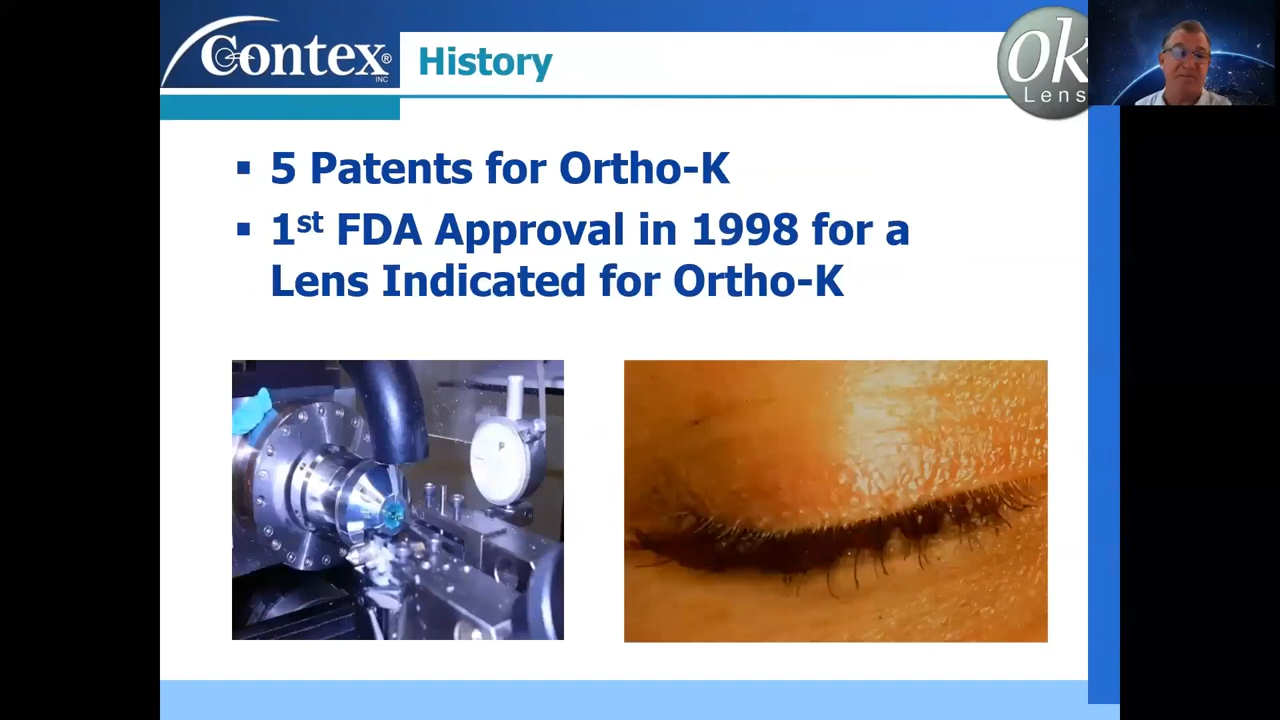 Contex®
INC
History
ok
Lens
▪ 5 Patents for Ortho-K
▪ 1st FDA Approval in 1998 for a
Lens Indicated for Ortho-K